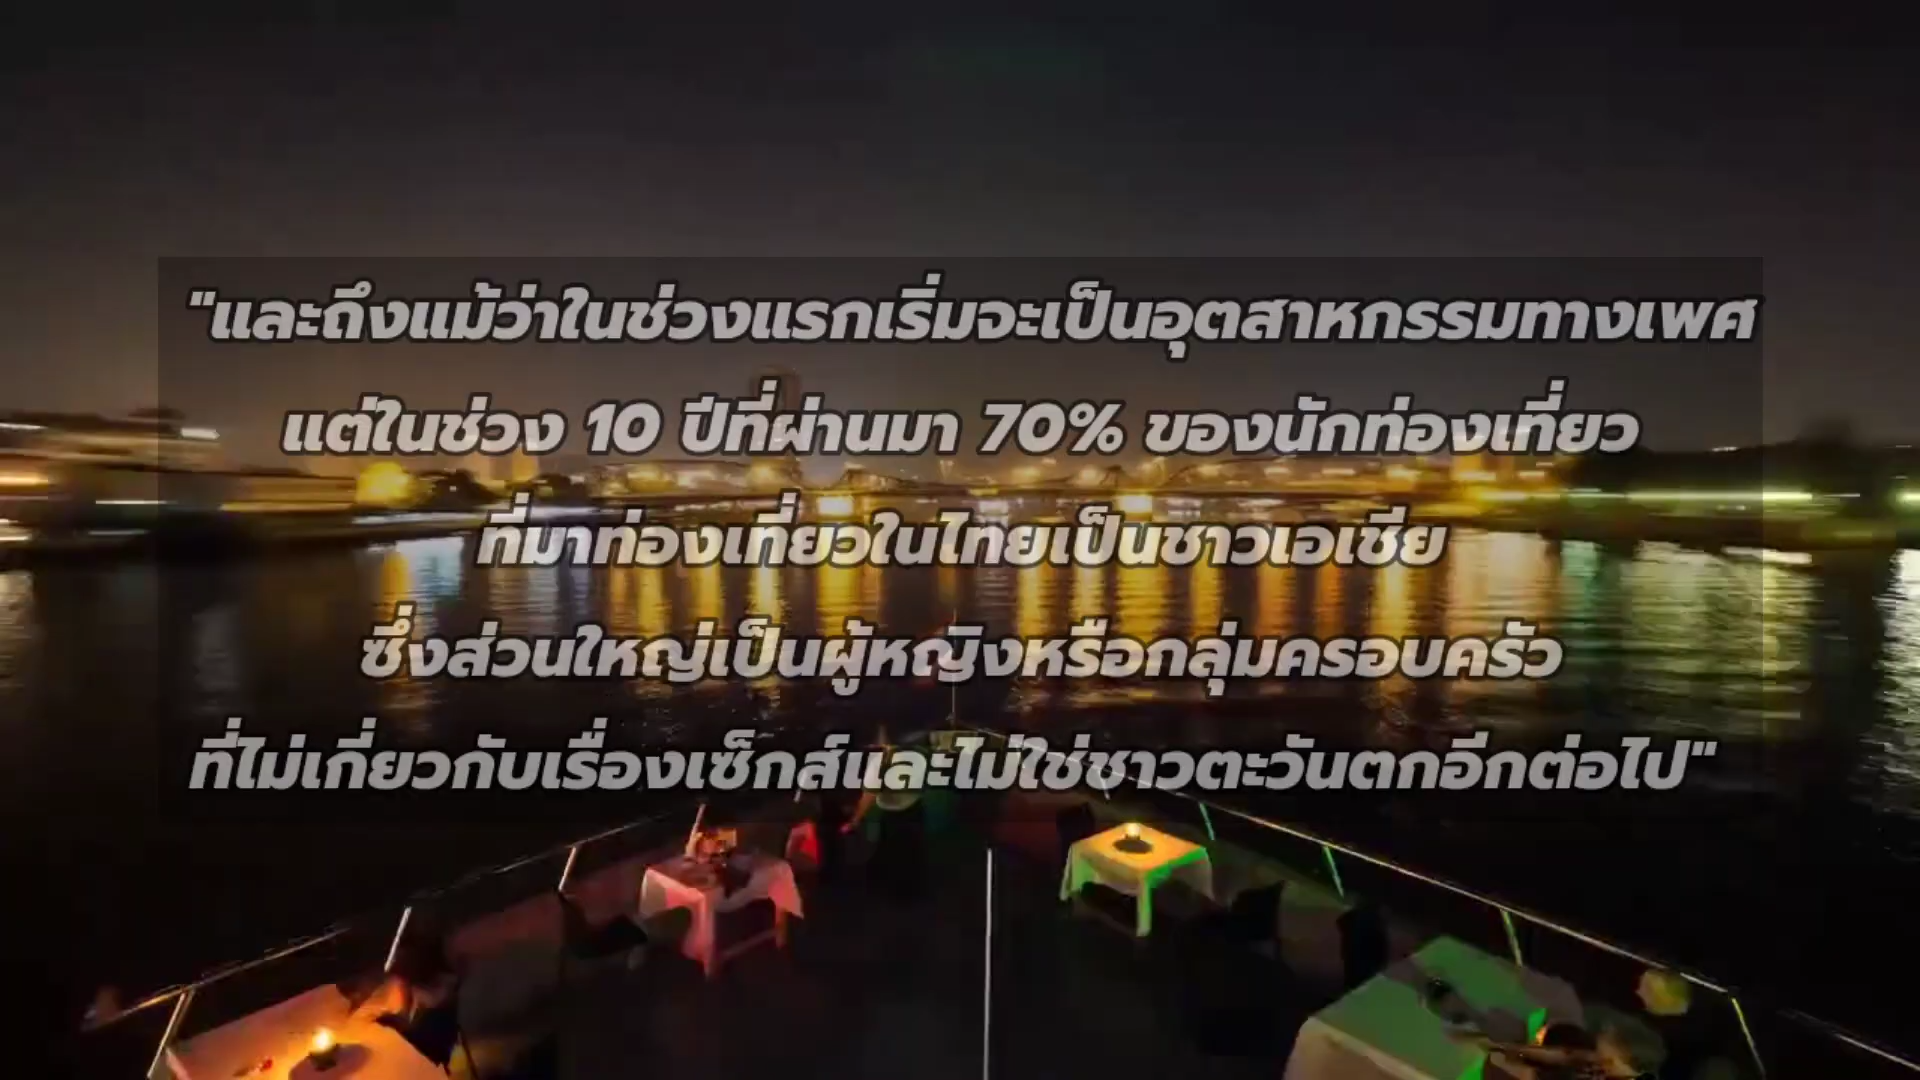 "และถึงแม้ว่าในช่วงแรกเริ่มจะเป็นอุตสาหกรรมทางเพศ
แต่ในช่วง 10 ปีที่ผ่านมา 70% ของนักท่องเที่ยว
ที่มาท่องเที่ยวในไทยเป็นชาวเอเชีย
ซึ่งส่วนใหญ่เป็นผู้หญิงหรือกลุ่มครอบครัว
ที่ไม่เกี่ยวกับเรื่องเซ็กส์และไม่ใช่ชาวตะวันตกอีกต่อไป"